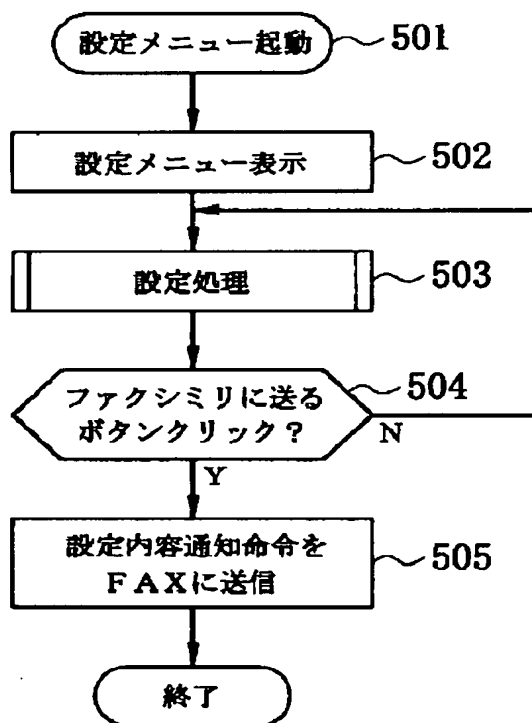 設定メニュー起動
501
設定メニュー表示
502
設定処理
503
ファクシミリに送る
ボタンクリック？
504
N
Y
設定内容通知命令を
ＦＡＸに送信
505
終了